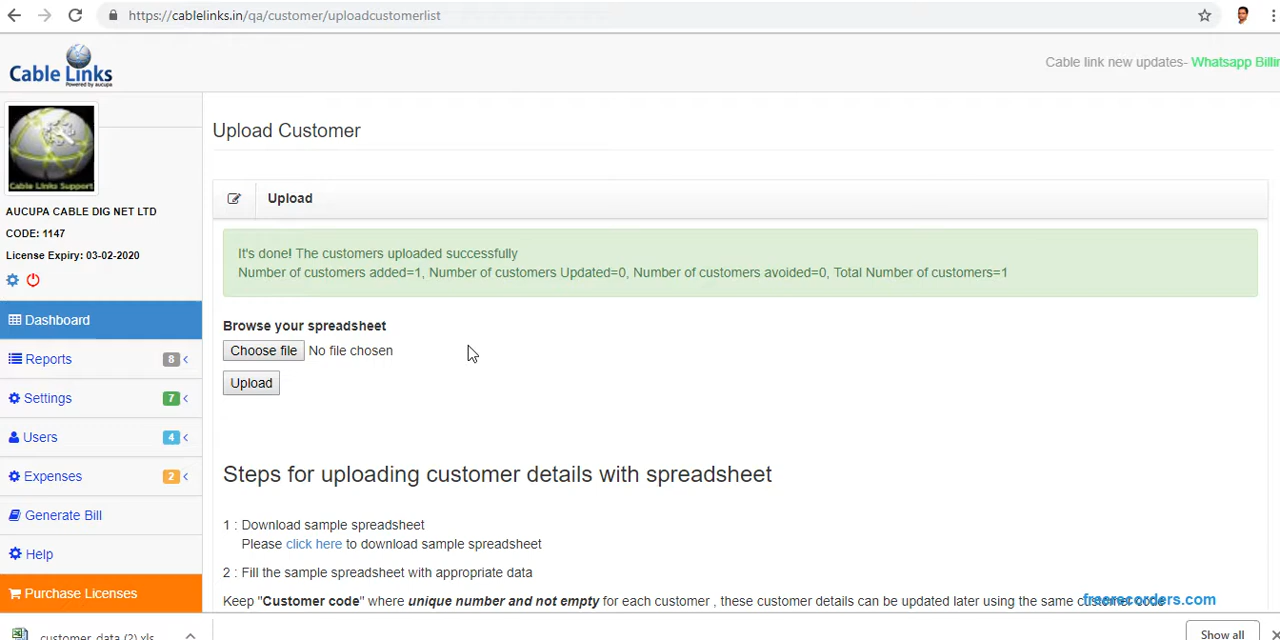 https://cablelinks.in/qa/customer/uploadcustomerlist
Cable Links
Powered by aucupa
Cable link new updates- Whatsapp Billin
Cable Links Support
AUCUPA CABLE DIG NET LTD
CODE: 1147
License Expiry: 03-02-2020
Dashboard
Reports 8
Settings 7
Users 4
Expenses 2
Generate Bill
Help
Purchase Licenses
Upload Customer
Upload
It's done! The customers uploaded successfully
Number of customers added=1, Number of customers Updated=0, Number of customers avoided=0, Total Number of customers=1
Browse your spreadsheet
Choose file No file chosen
Upload
Steps for uploading customer details with spreadsheet
1 : Download sample spreadsheet
Please click here to download sample spreadsheet
2 : Fill the sample spreadsheet with appropriate data
Keep "Customer code" where unique number and not empty for each customer , these customer details can be updated later using the same customer code
freerecorders.com
customer_data (2).xls
Show all